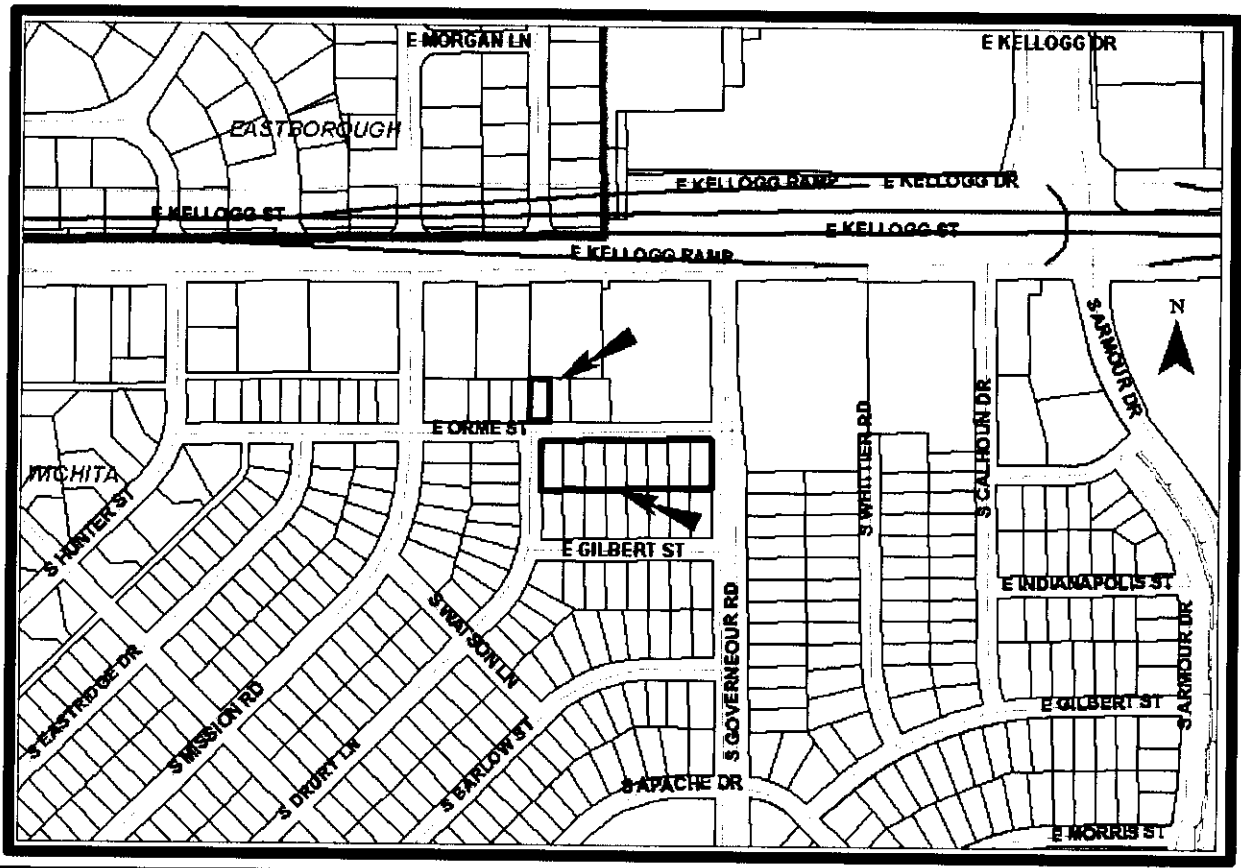 E MORGAN LN
E KELLOGG DR
EASTBOROUGH
E KELLOGG RAMP
E KELLOGG DR
E KELLOGG ST
E KELLOGG ST
E KELLOGG RAMP
N
S ARMOUR DR
E ORME ST
S WHITTIER RD
S CALHOUN DR
WICHITA
S HUNTER ST
E GILBERT ST
E INDIANAPOLIS ST
S WATSON LN
S GOVERNEOUR RD
S ARMOUR DR
S EASTRIDGE DR
S MISSION RD
E GILBERT ST
S DRURY LN
S BARLOW ST
S APACHE DR
E MORRIS ST